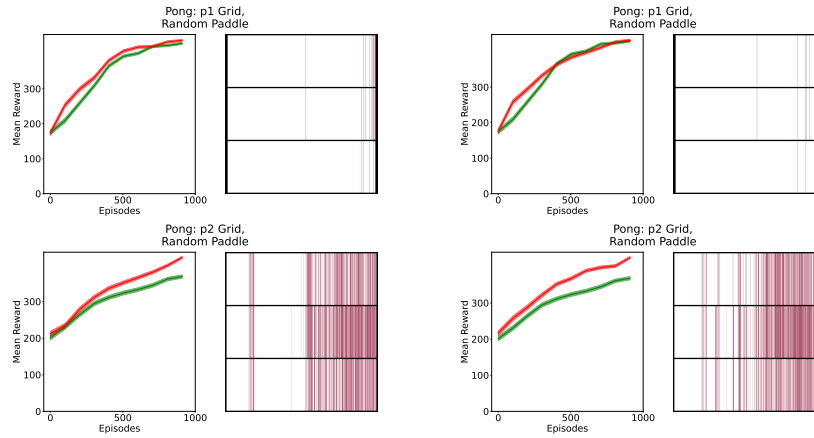 Pong: p1 Grid,
Random Paddle
Mean Reward
300
200
100
0
0
500
1000
Episodes
Pong: p1 Grid,
Random Paddle
Mean Reward
300
200
100
0
0
500
1000
Episodes
Pong: p2 Grid,
Random Paddle
Mean Reward
300
200
100
0
0
500
1000
Episodes
Pong: p2 Grid,
Random Paddle
Mean Reward
300
200
100
0
0
500
1000
Episodes